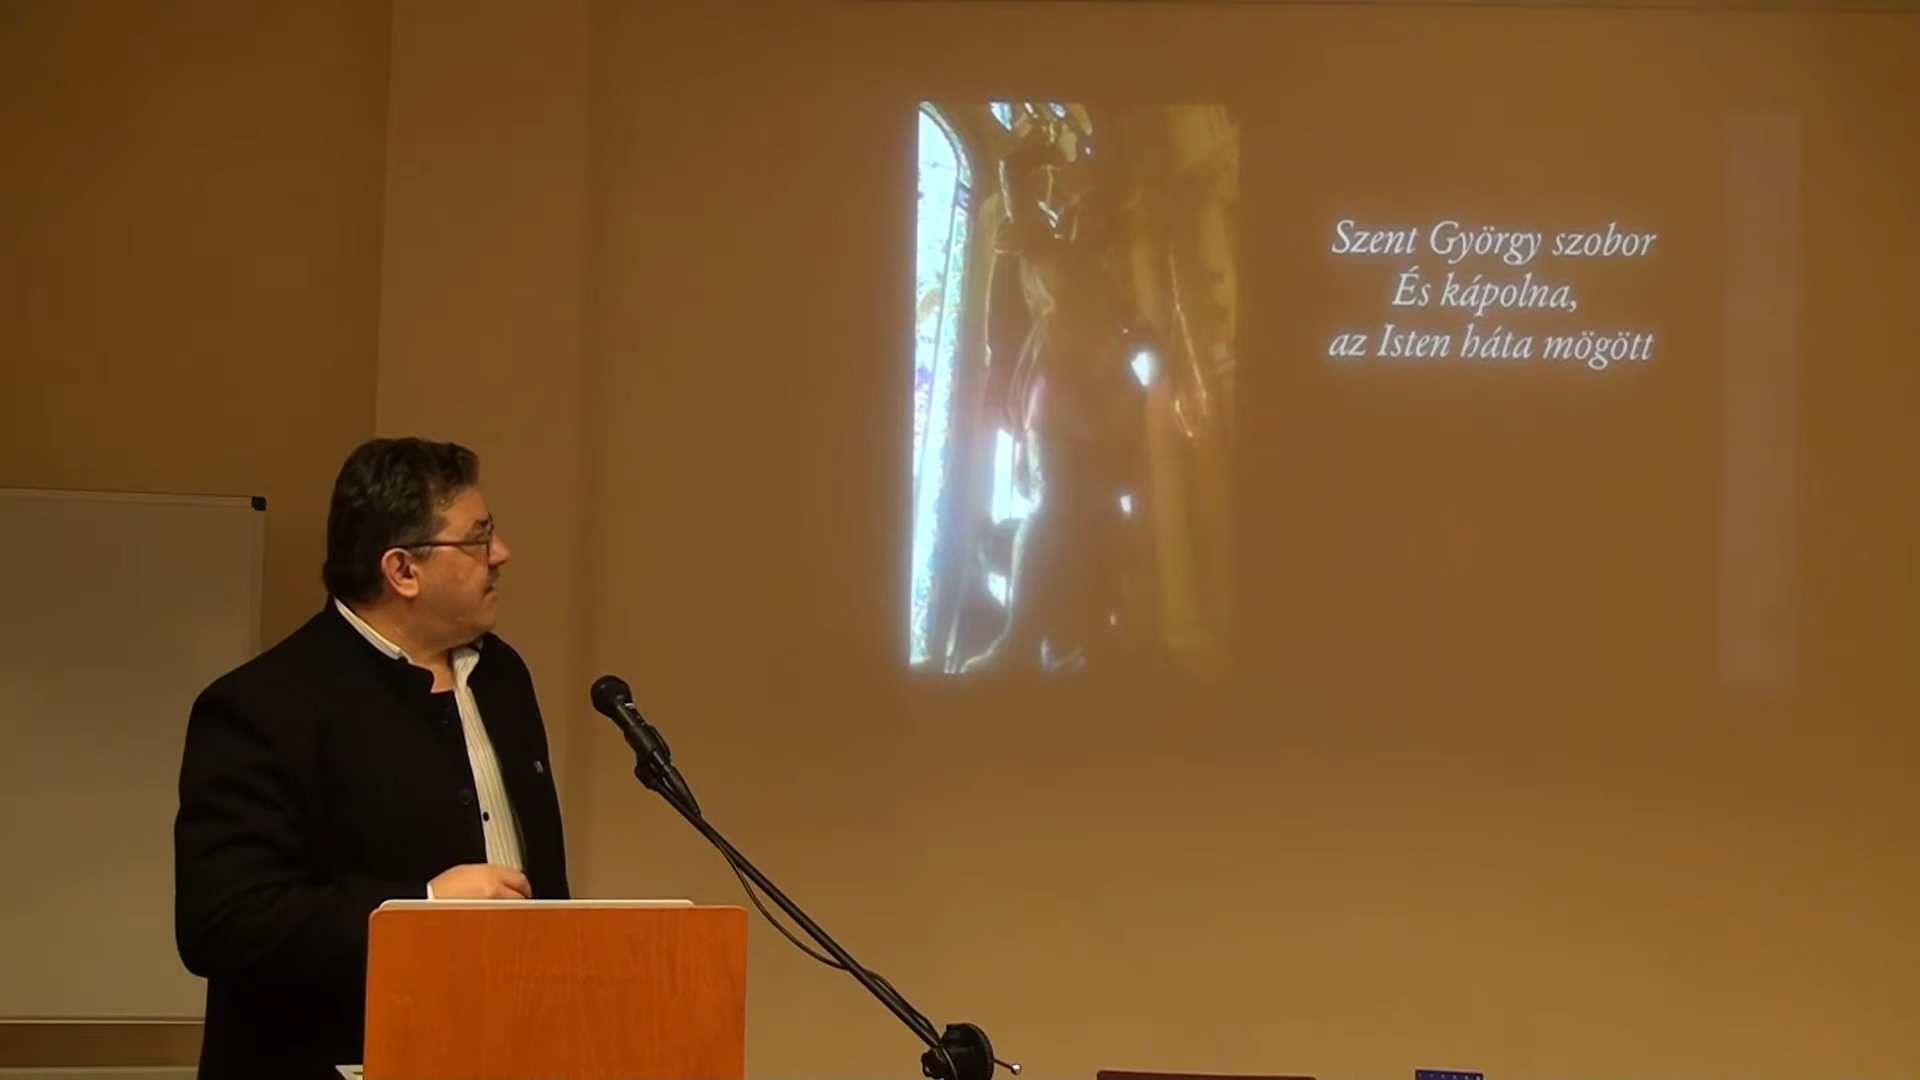 Szent György szobor
És kápolna,
az Isten háta mögött